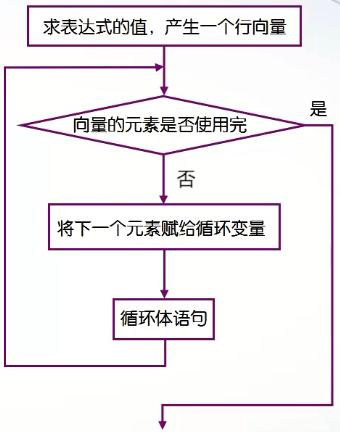 求表达式的值，产生一个行向量
向量的元素是否使用完
是
否
将下一个元素赋给循环变量
循环体语句